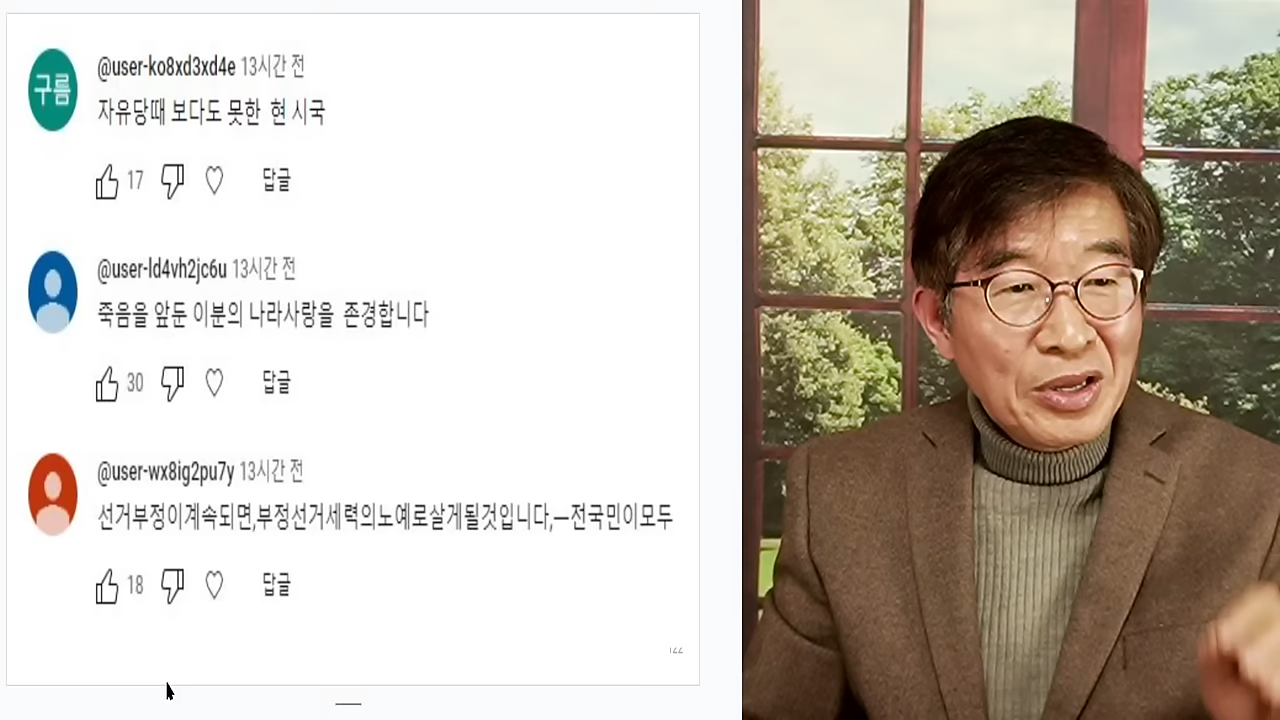 구름
@user-ko8xd3xd4e 13시간 전
자유당때 보다도 못한 현 시국
17 답글
@user-ld4vh2jc6u 13시간 전
죽음을 앞둔 이분의 나라사랑을 존경합니다
30 답글
@user-wx8ig2pu7y 13시간 전
선거부정이계속되면,부정선거세력의노예로살게될것입니다,ㅡ전국민이모두
18 답글